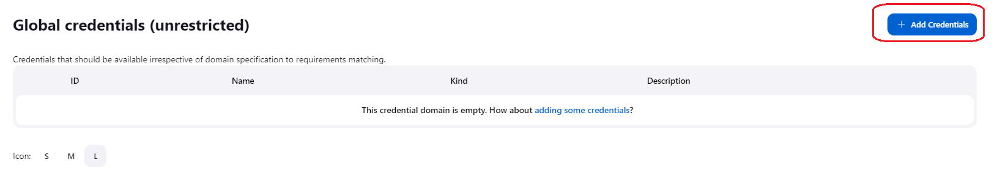 Global credentials (unrestricted)
+ Add Credentials
Credentials that should be available irrespective of domain specification to requirements matching.
ID Name Kind Description
This credential domain is empty. How about adding some credentials?
Icon: S M L